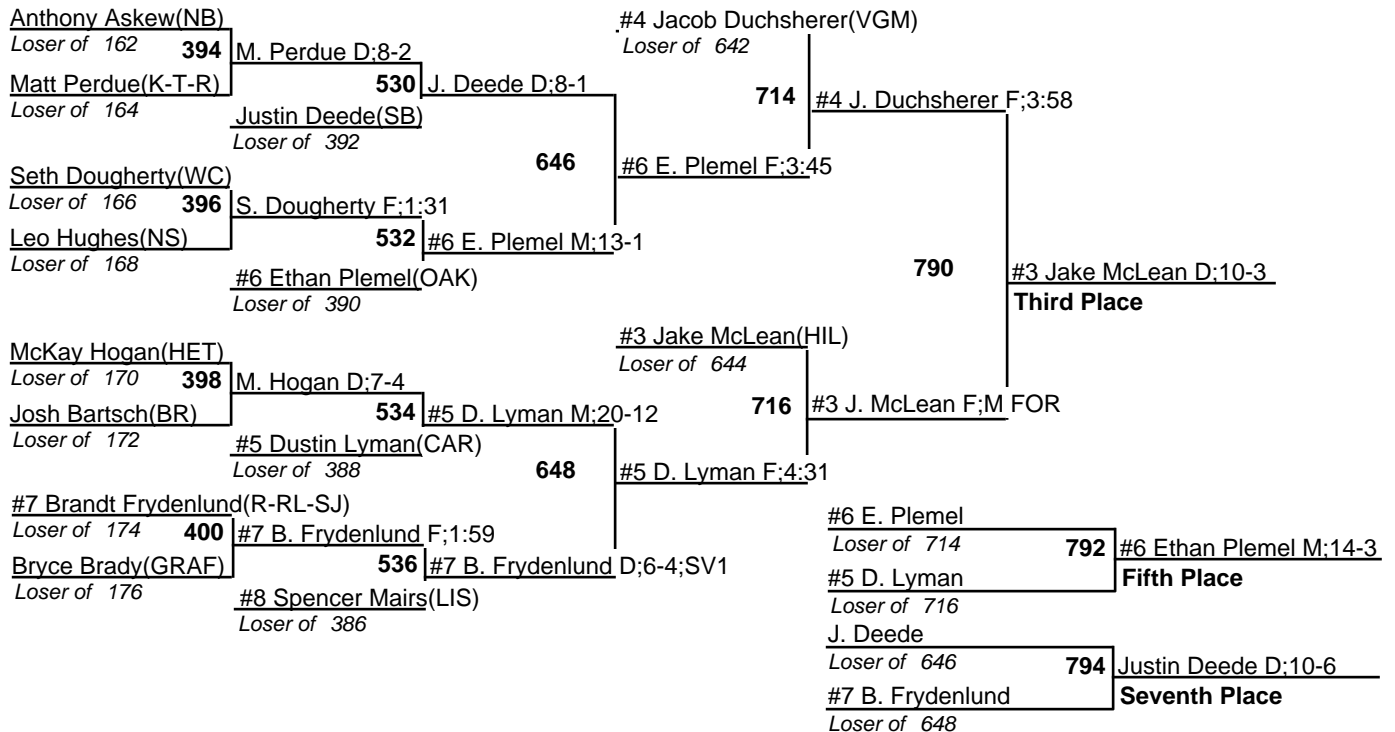 Anthony Askew(NB)
Loser of 162
394
M. Perdue D;8-2
Matt Perdue(K-T-R)
Loser of 164
530
J. Deede D;8-1
Justin Deede(SB)
Loser of 392
Seth Dougherty(WC)
Loser of 166
396
S. Dougherty F;1:31
Leo Hughes(NS)
Loser of 168
532
#6 E. Plemel M;13-1
#6 Ethan Plemel(OAK)
Loser of 390
646
#6 E. Plemel F;3:45
#4 Jacob Duchsherer(VGM)
Loser of 642
714
#4 J. Duchsherer F;3:58
McKay Hogan(HET)
Loser of 170
398
M. Hogan D;7-4
Josh Bartsch(BR)
Loser of 172
534
#5 D. Lyman M;20-12
#5 Dustin Lyman(CAR)
Loser of 388
#7 Brandt Frydenlund(R-RL-SJ)
Loser of 174
400
#7 B. Frydenlund F;1:59
Bryce Brady(GRAF)
Loser of 176
536
#7 B. Frydenlund D;6-4;SV1
#8 Spencer Mairs(LIS)
Loser of 386
648
#5 D. Lyman F;4:31
#3 Jake McLean(HIL)
Loser of 644
716
#3 J. McLean F;M FOR
790
#3 Jake McLean D;10-3
Third Place
#6 E. Plemel
Loser of 714
792
#6 Ethan Plemel M;14-3
#5 D. Lyman
Fifth Place
Loser of 716
J. Deede
Loser of 646
794
Justin Deede D;10-6
#7 B. Frydenlund
Seventh Place
Loser of 648